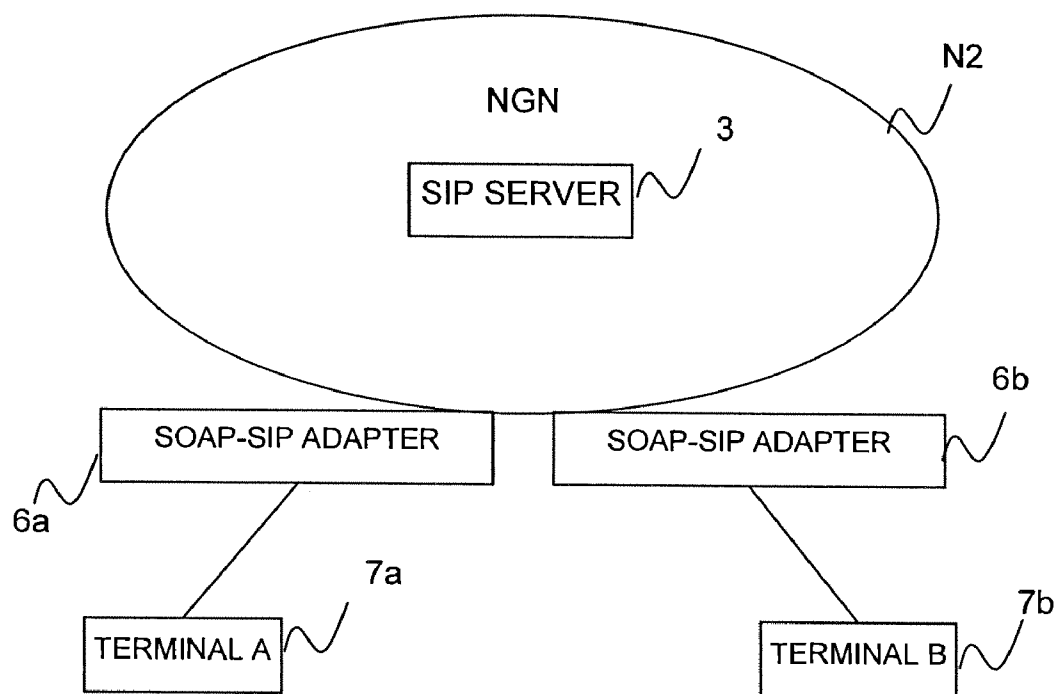 N2
NGN
3
SIP SERVER
6b
SOAP-SIP ADAPTER
SOAP-SIP ADAPTER
6a
7a
7b
TERMINAL A
TERMINAL B